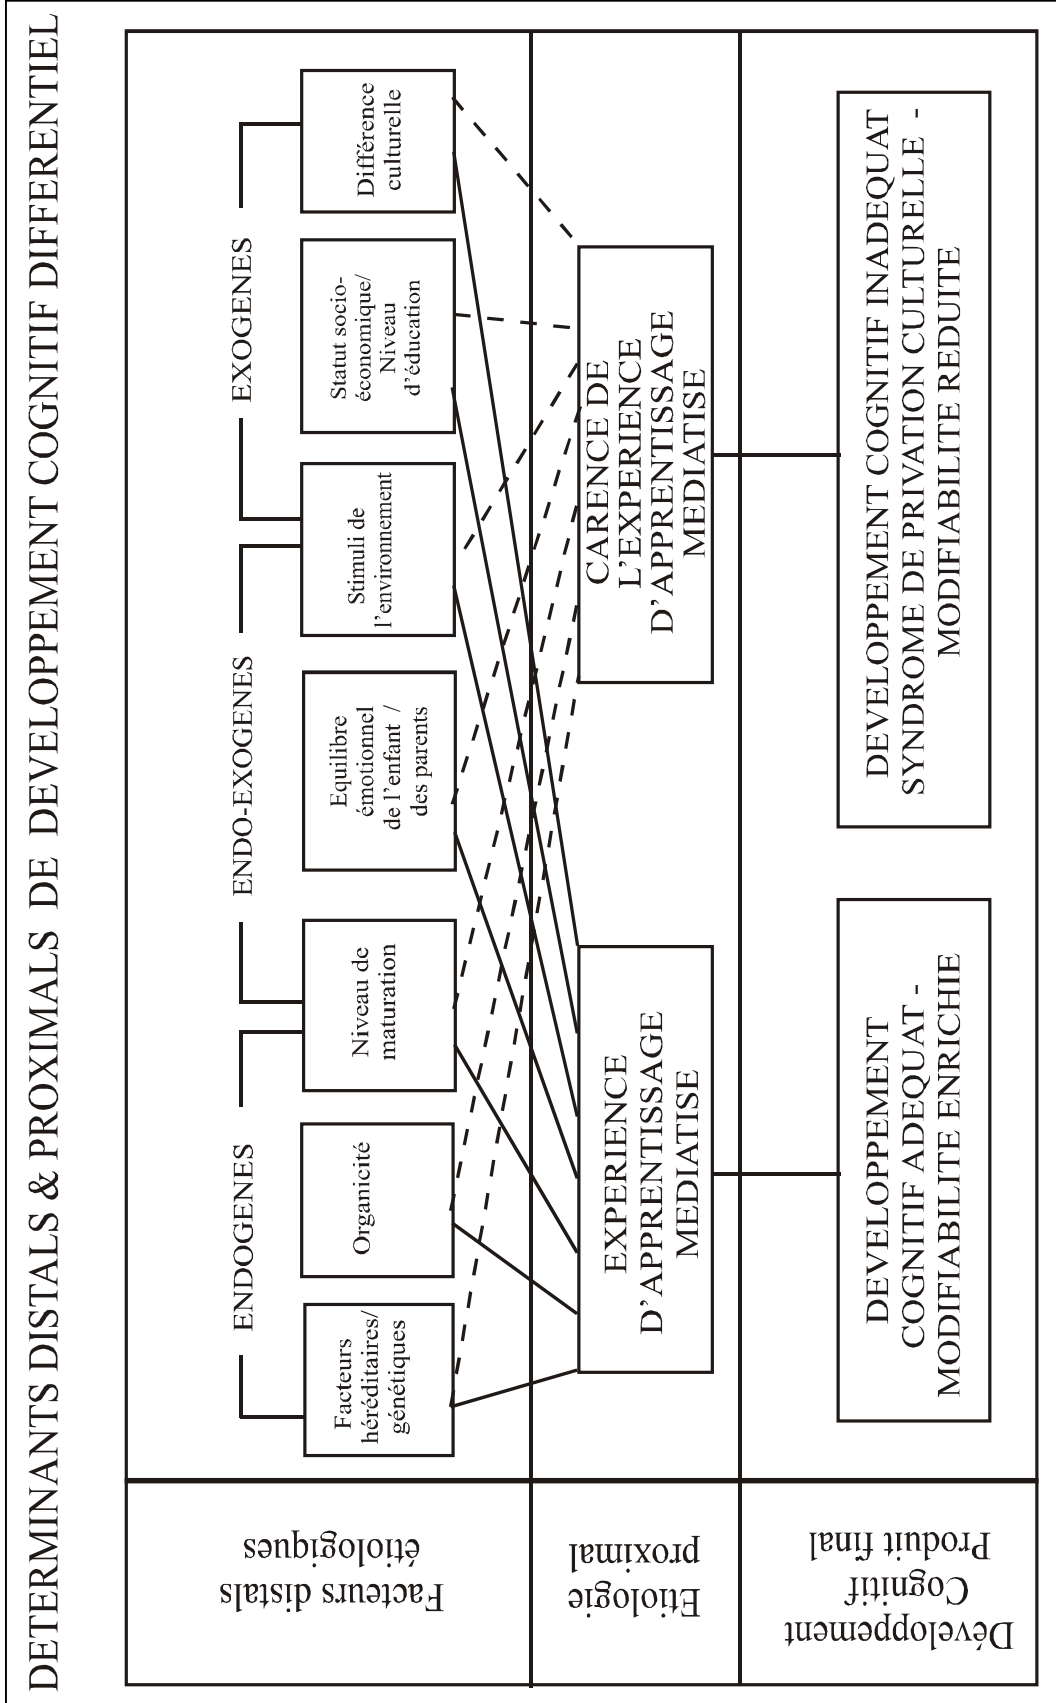 DETERMINANTS DISTALS & PROXIMALS DE DEVELOPPEMENT COGNITIF DIFFERENTIEL
Facteurs distals
étiologiques
ENDOGENES
ENDO-EXOGENES
EXOGENES
Facteurs
héréditaires/
génétiques
Organicité
Niveau de
maturation
Equilibre
émotionnel
de l'enfant /
des parents
Stimuli de
l'environnement
Statut socio-
économique/
Niveau
d'éducation
Différence
culturelle
Etiologie
proximal
EXPERIENCE
D'APPRENTISSAGE
MEDIATISE
CARENCE DE
L'EXPERIENCE
D'APPRENTISSAGE
MEDIATISE
Développement
Cognitif
Produit final
DEVELOPPEMENT
COGNITIF ADEQUAT -
MODIFIABILITE ENRICHIE
DEVELOPPEMENT COGNITIF INADEQUAT
SYNDROME DE PRIVATION CULTURELLE -
MODIFIABILITE REDUITE